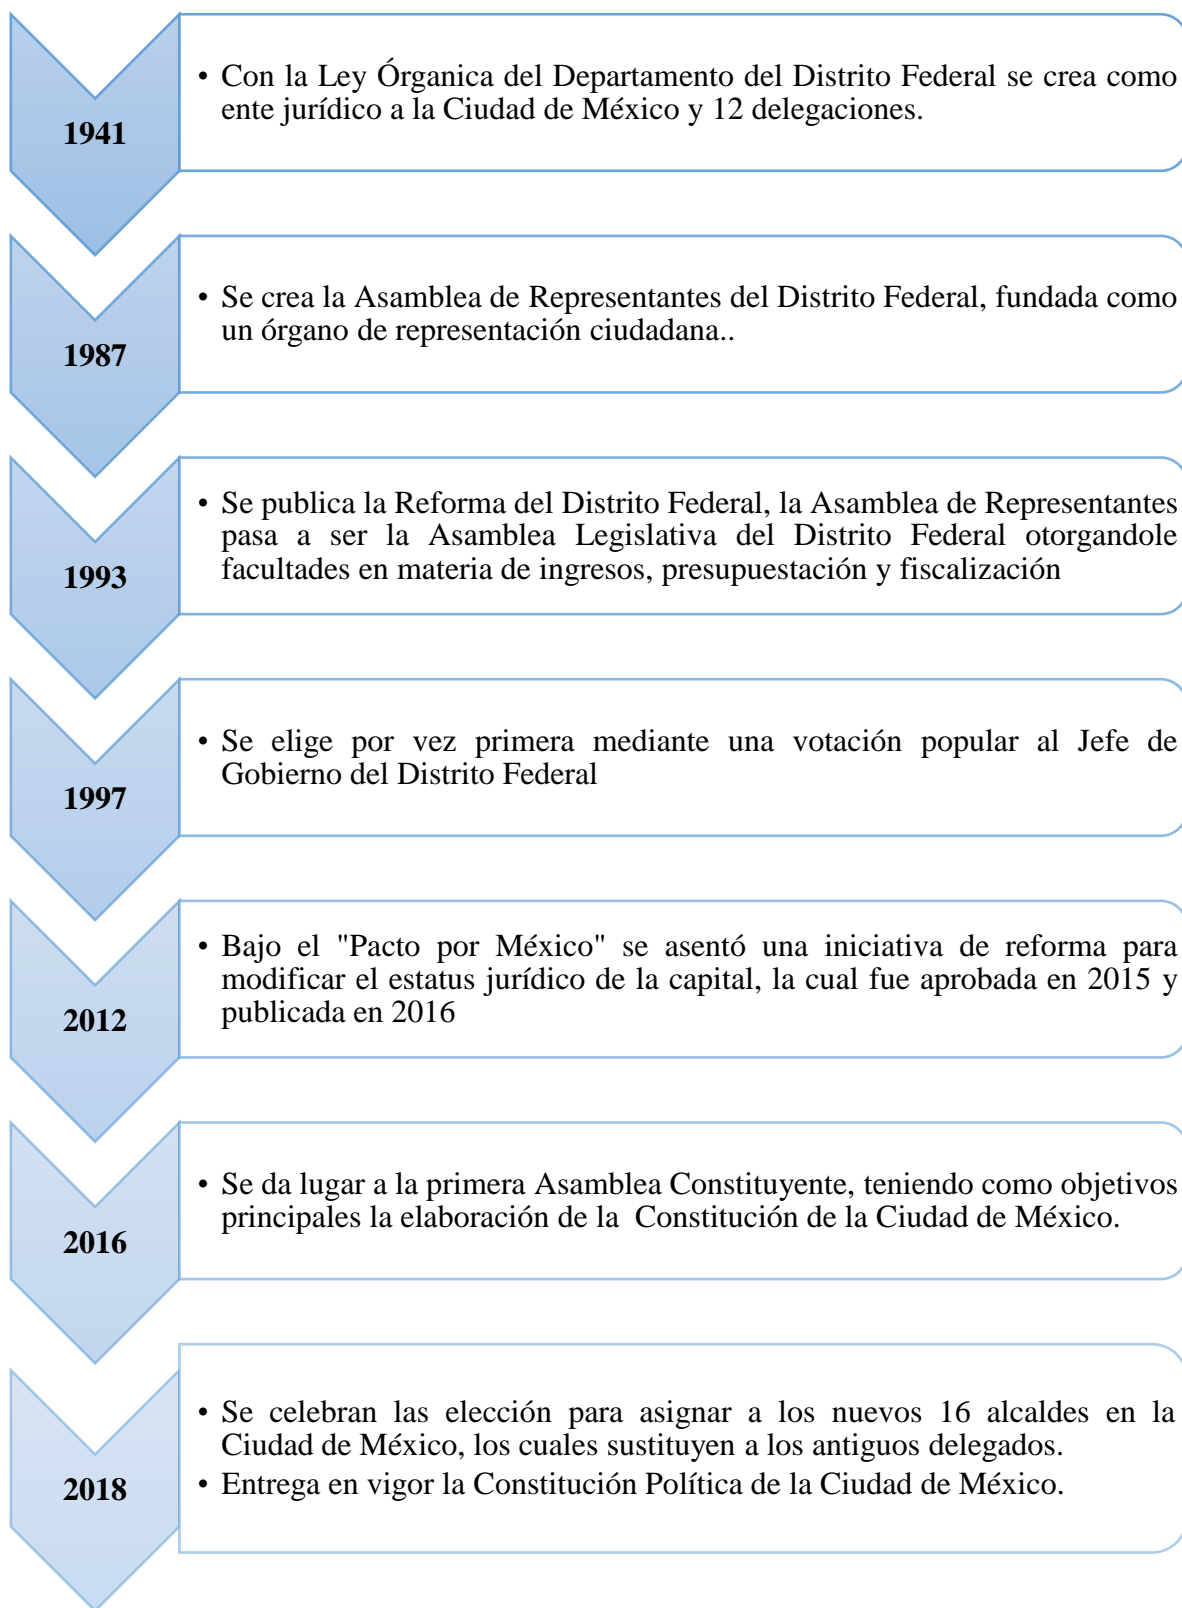 1941
• Con la Ley Órganica del Departamento del Distrito Federal se crea como
ente jurídico a la Ciudad de México y 12 delegaciones.
1987
• Se crea la Asamblea de Representantes del Distrito Federal, fundada como
un órgano de representación ciudadana..
1993
• Se publica la Reforma del Distrito Federal, la Asamblea de Representantes
pasa a ser la Asamblea Legislativa del Distrito Federal otorgandole
facultades en materia de ingresos, presupuestación y fiscalización
1997
• Se elige por vez primera mediante una votación popular al Jefe de
Gobierno del Distrito Federal
2012
• Bajo el "Pacto por México" se asentó una iniciativa de reforma para
modificar el estatus jurídico de la capital, la cual fue aprobada en 2015 y
publicada en 2016
2016
• Se da lugar a la primera Asamblea Constituyente, teniendo como objetivos
principales la elaboración de la Constitución de la Ciudad de México.
2018
• Se celebran las elección para asignar a los nuevos 16 alcaldes en la
Ciudad de México, los cuales sustituyen a los antiguos delegados.
• Entrega en vigor la Constitución Política de la Ciudad de México.